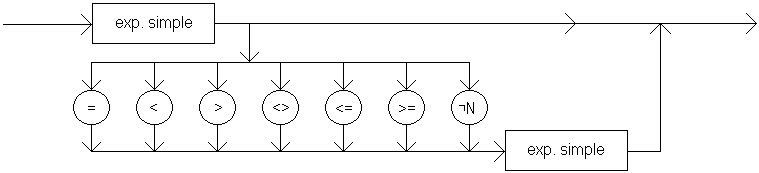 exp. simple
= < > <> <= >= ¬N
exp. simple